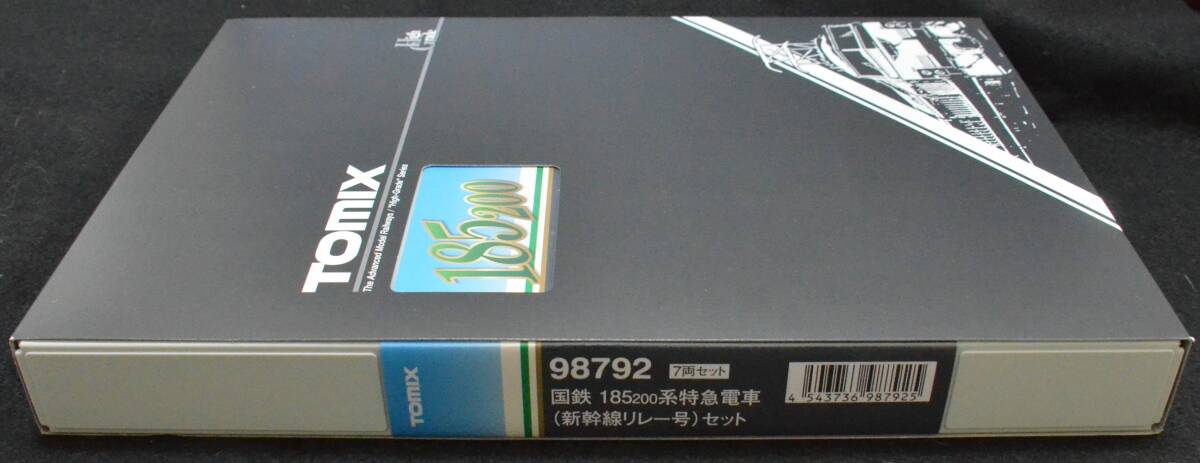 High
Grade
TOMIX
The Advanced Model Railways / "High-Grade" Series
185200
TOMIX
98792 7両セット
国鉄 185200系特急電車
(新幹線リレー号)セット
4 543736 987925